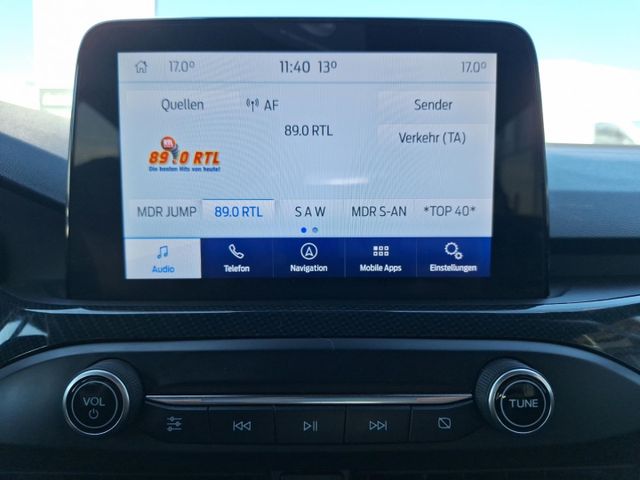 17.0° 11:40 13° 17.0°
Quellen AF Sender
89.0 RTL
Verkehr (TA)
RTL
89.0 RTL
Die besten Hits von heute!
MDR JUMP 89.0 RTL S A W MDR S-AN *TOP 40*
Audio Telefon Navigation Mobile Apps Einstellungen
VOL
TUNE